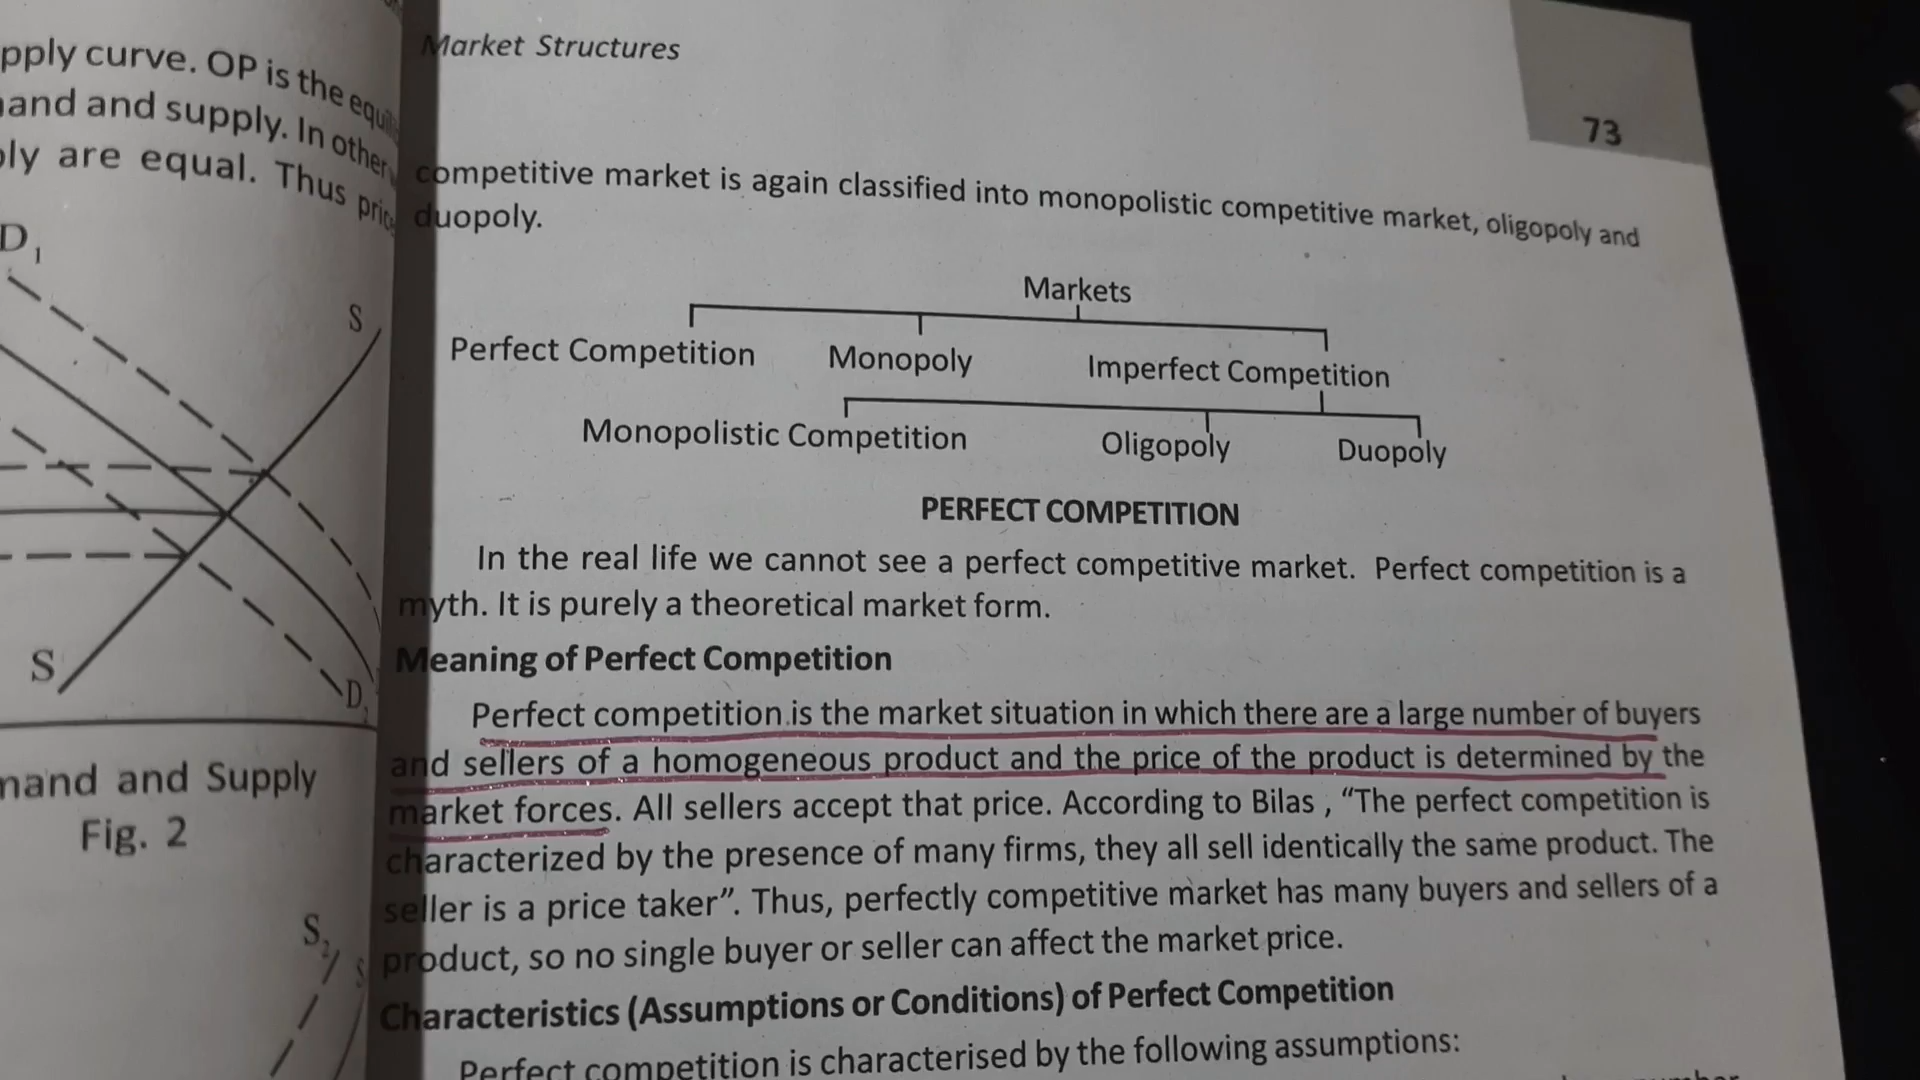 pply curve. OP is the
and and supply. In other
ply are equal. Thus
D1
S
S
D
mand and Supply
Fig. 2
S2
S
Market Structures
73
competitive market is again classified into monopolistic competitive market, oligopoly and
duopoly.
Markets
Perfect Competition Monopoly Imperfect Competition
Monopolistic Competition Oligopoly Duopoly
PERFECT COMPETITION
In the real life we cannot see a perfect competitive market. Perfect competition is a
myth. It is purely a theoretical market form.
Meaning of Perfect Competition
Perfect competition is the market situation in which there are a large number of buyers
and sellers of a homogeneous product and the price of the product is determined by the
market forces. All sellers accept that price. According to Bilas , “The perfect competition is
characterized by the presence of many firms, they all sell identically the same product. The
seller is a price taker”. Thus, perfectly competitive market has many buyers and sellers of a
product, so no single buyer or seller can affect the market price.
Characteristics (Assumptions or Conditions) of Perfect Competition
Perfect competition is characterised by the following assumptions: